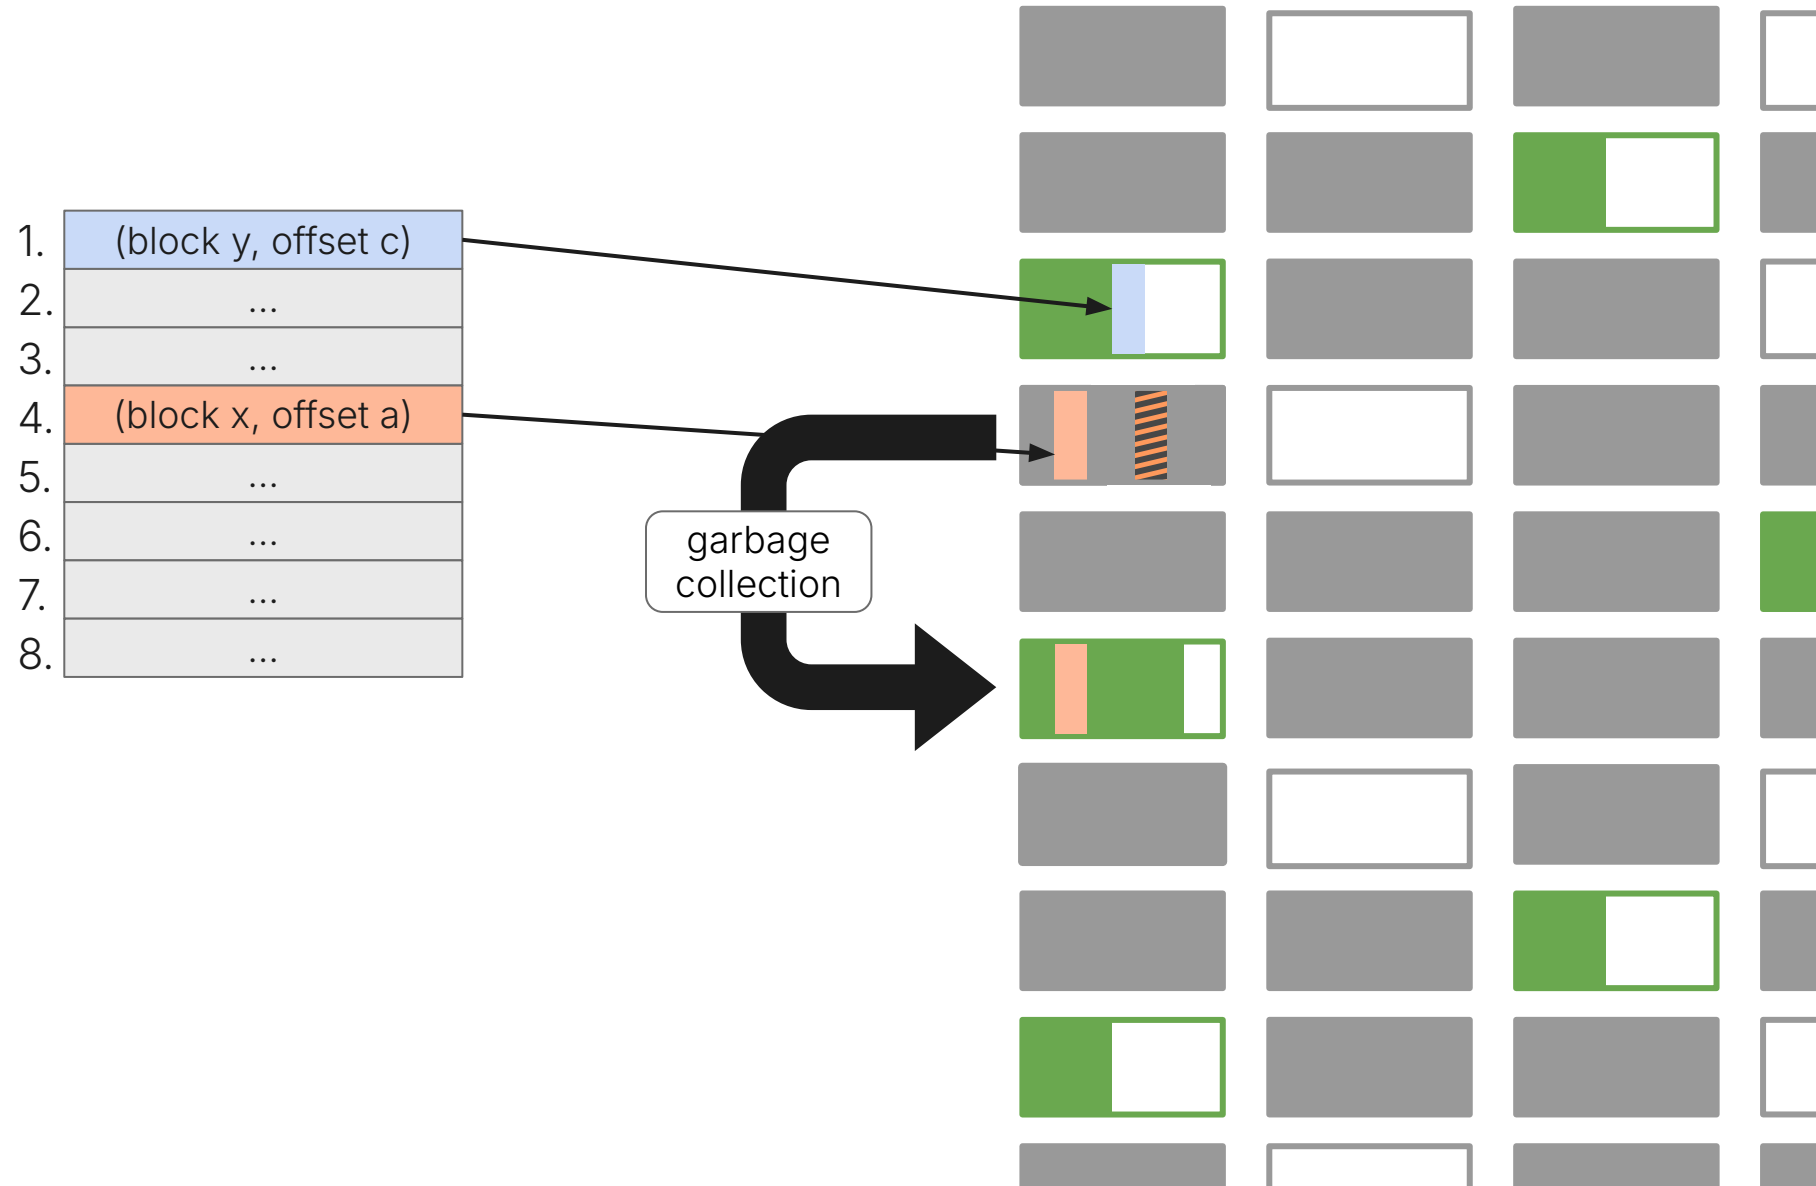 1. (block y, offset c)
2. ...
3. ...
4. (block x, offset a)
5. ...
6. ...
7. ...
8. ...
garbage
collection